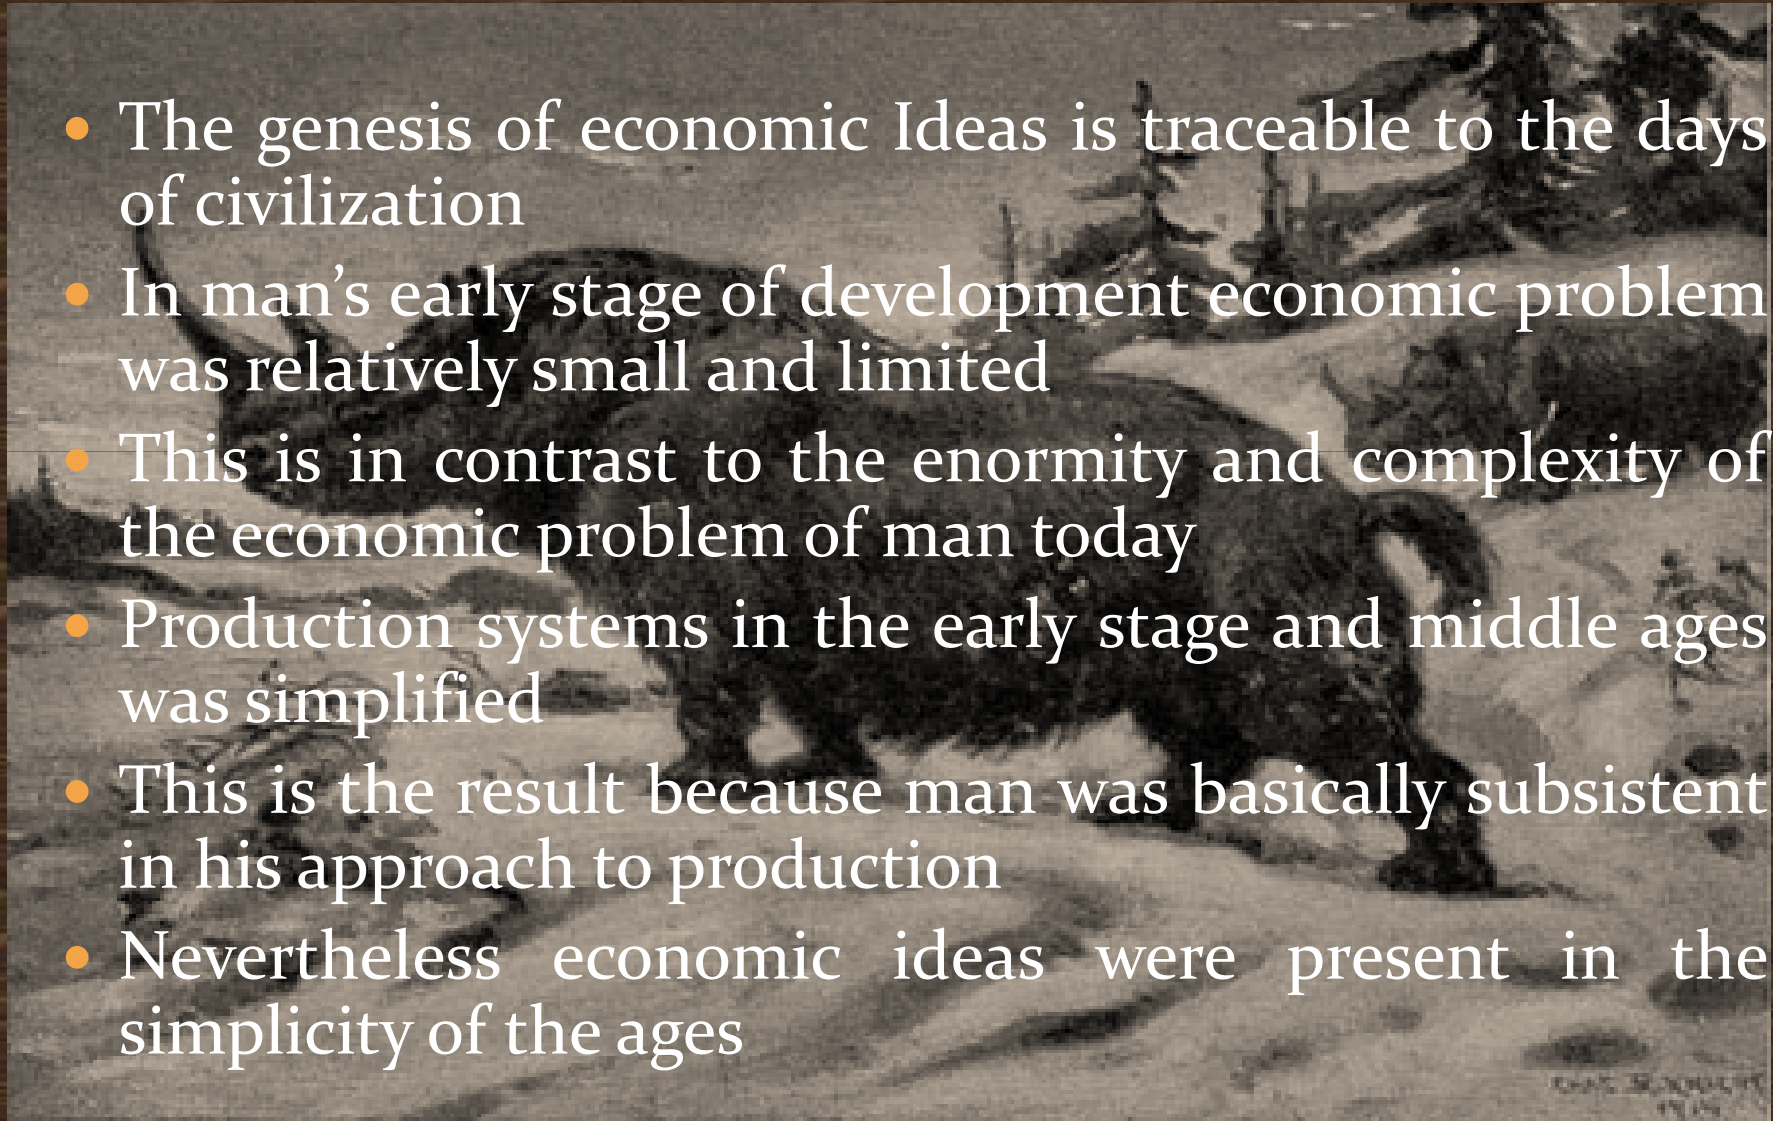 • The genesis of economic Ideas is traceable to the days
of civilization
• In man’s early stage of development economic problem
was relatively small and limited
• This is in contrast to the enormity and complexity of
the economic problem of man today
• Production systems in the early stage and middle ages
was simplified
• This is the result because man was basically subsistent
in his approach to production
• Nevertheless economic ideas were present in the
simplicity of the ages